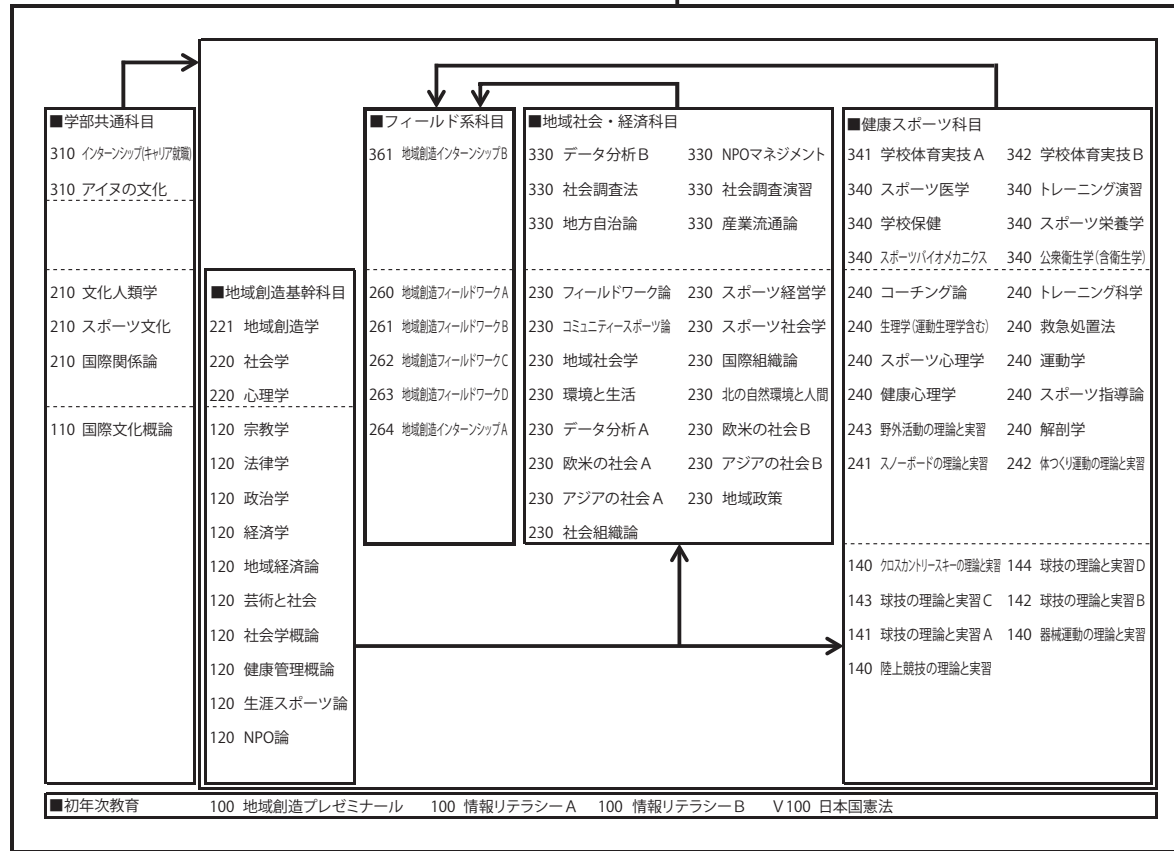 ■学部共通科目
310 インターンシップ(キャリア就職)
310 アイヌの文化
210 文化人類学
210 スポーツ文化
210 国際関係論
110 国際文化概論
■地域創造基幹科目
221 地域創造学
220 社会学
220 心理学
120 宗教学
120 法律学
120 政治学
120 経済学
120 地域経済論
120 芸術と社会
120 社会学概論
120 健康管理概論
120 生涯スポーツ論
120 NPO論
■フィールド系科目
361 地域創造インターンシップB
260 地域創造フィールドワークA
261 地域創造フィールドワークB
262 地域創造フィールドワークC
263 地域創造フィールドワークD
264 地域創造インターンシップA
■地域社会・経済科目
330 データ分析B 330 NPOマネジメント
330 社会調査法 330 社会調査演習
330 地方自治論 330 産業流通論
230 フィールドワーク論 230 スポーツ経営学
230 コミュニティースポーツ論 230 スポーツ社会学
230 地域社会学 230 国際組織論
230 環境と生活 230 北の自然環境と人間
230 データ分析A 230 欧米の社会B
230 欧米の社会A 230 アジアの社会B
230 アジアの社会A 230 地域政策
230 社会組織論
■健康スポーツ科目
341 学校体育実技A 342 学校体育実技B
340 スポーツ医学 340 トレーニング演習
340 学校保健 340 スポーツ栄養学
340 スポーツバイオメカニクス 340 公衆衛生学(含衛生学)
240 コーチング論 240 トレーニング科学
240 生理学(運動生理学含む) 240 救急処置法
240 スポーツ心理学 240 運動学
240 健康心理学 240 スポーツ指導論
243 野外活動の理論と実習 240 解剖学
241 スノーボードの理論と実習 242 体つくり運動の理論と実習
140 クロスカントリースキーの理論と実習 144 球技の理論と実習D
143 球技の理論と実習C 142 球技の理論と実習B
141 球技の理論と実習A 140 器械運動の理論と実習
140 陸上競技の理論と実習
■初年次教育 100 地域創造プレゼミナール 100 情報リテラシーA 100 情報リテラシーB V100 日本国憲法